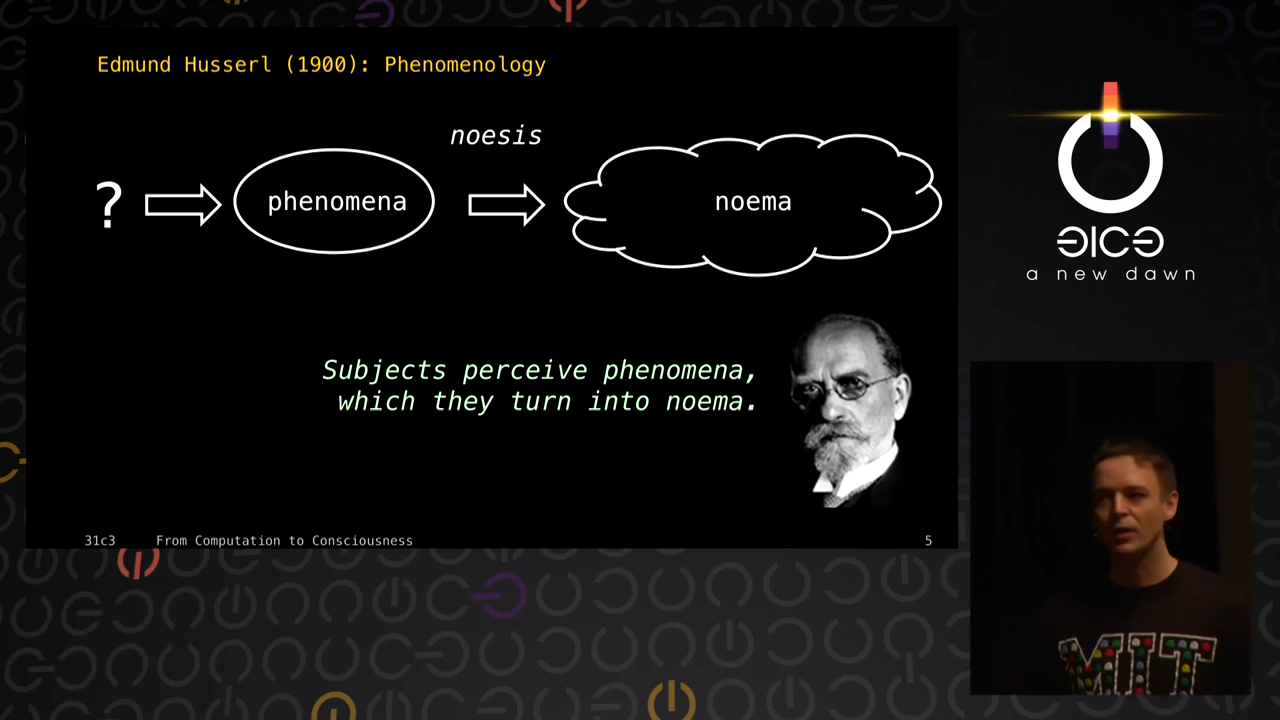 Edmund Husserl (1900): Phenomenology
noesis
?
phenomena
noema
Subjects perceive phenomena,
which they turn into noema.
31c3 From Computation to Consciousness 5
a new dawn
MIT